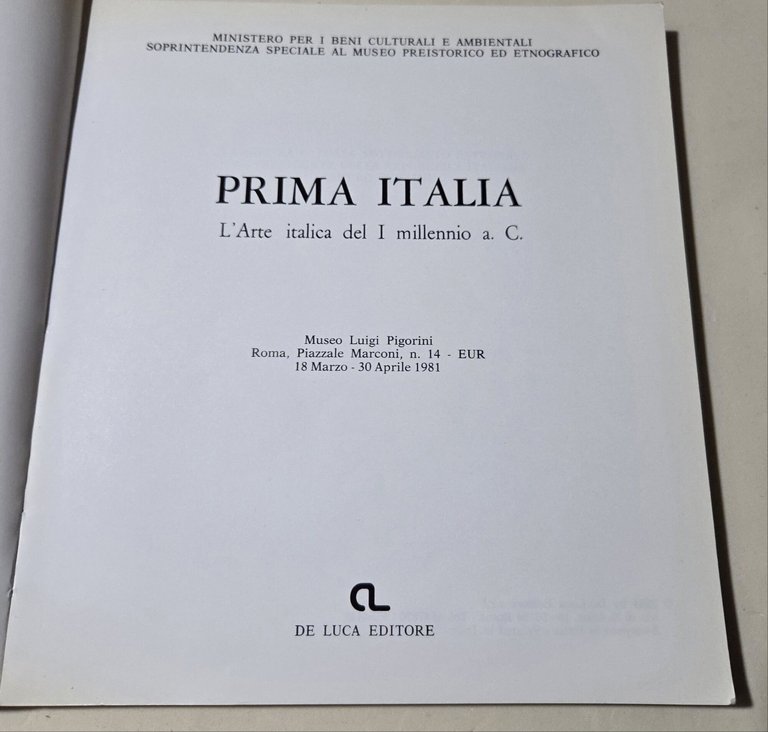 MINISTERO PER I BENI CULTURALI E AMBIENTALI
SOPRINTENDENZA SPECIALE AL MUSEO PREISTORICO ED ETNOGRAFICO
PRIMA ITALIA
L'Arte italica del I millennio a. C.
Museo Luigi Pigorini
Roma, Piazzale Marconi, n. 14 - EUR
18 Marzo - 30 Aprile 1981
DE LUCA EDITORE